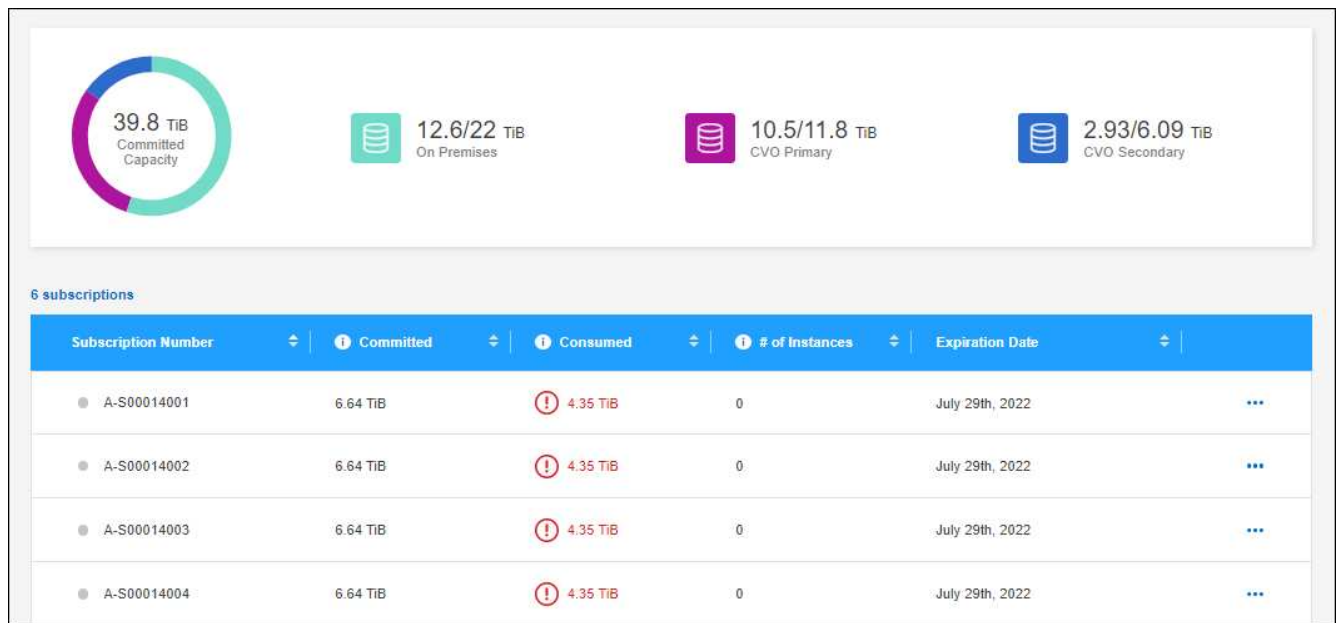 39.8 TiB
Committed
Capacity
12.6/22 TiB
On Premises
10.5/11.8 TiB
CVO Primary
2.93/6.09 TiB
CVO Secondary
6 subscriptions
Subscription Number Committed Consumed # of Instances Expiration Date
A-S00014001 6.64 TiB 4.35 TiB 0 July 29th, 2022
A-S00014002 6.64 TiB 4.35 TiB 0 July 29th, 2022
A-S00014003 6.64 TiB 4.35 TiB 0 July 29th, 2022
A-S00014004 6.64 TiB 4.35 TiB 0 July 29th, 2022